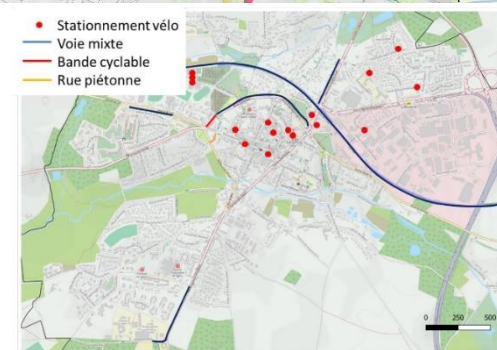 Stationnement vélo
Voie mixte
Bande cyclable
Rue piétonne
0 250 500